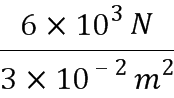 6 × 10³ N
3 × 10⁻² m²